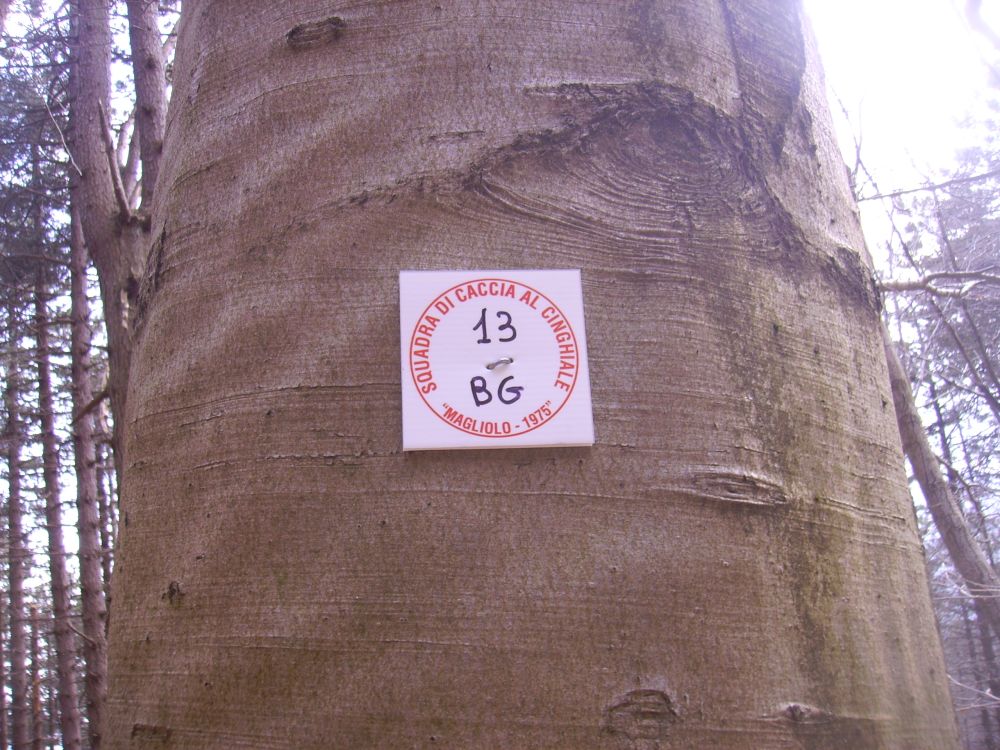 SQUADRA DI CACCIA AL CINGHIALE
13
BG
"MAGLIOLO - 1975"